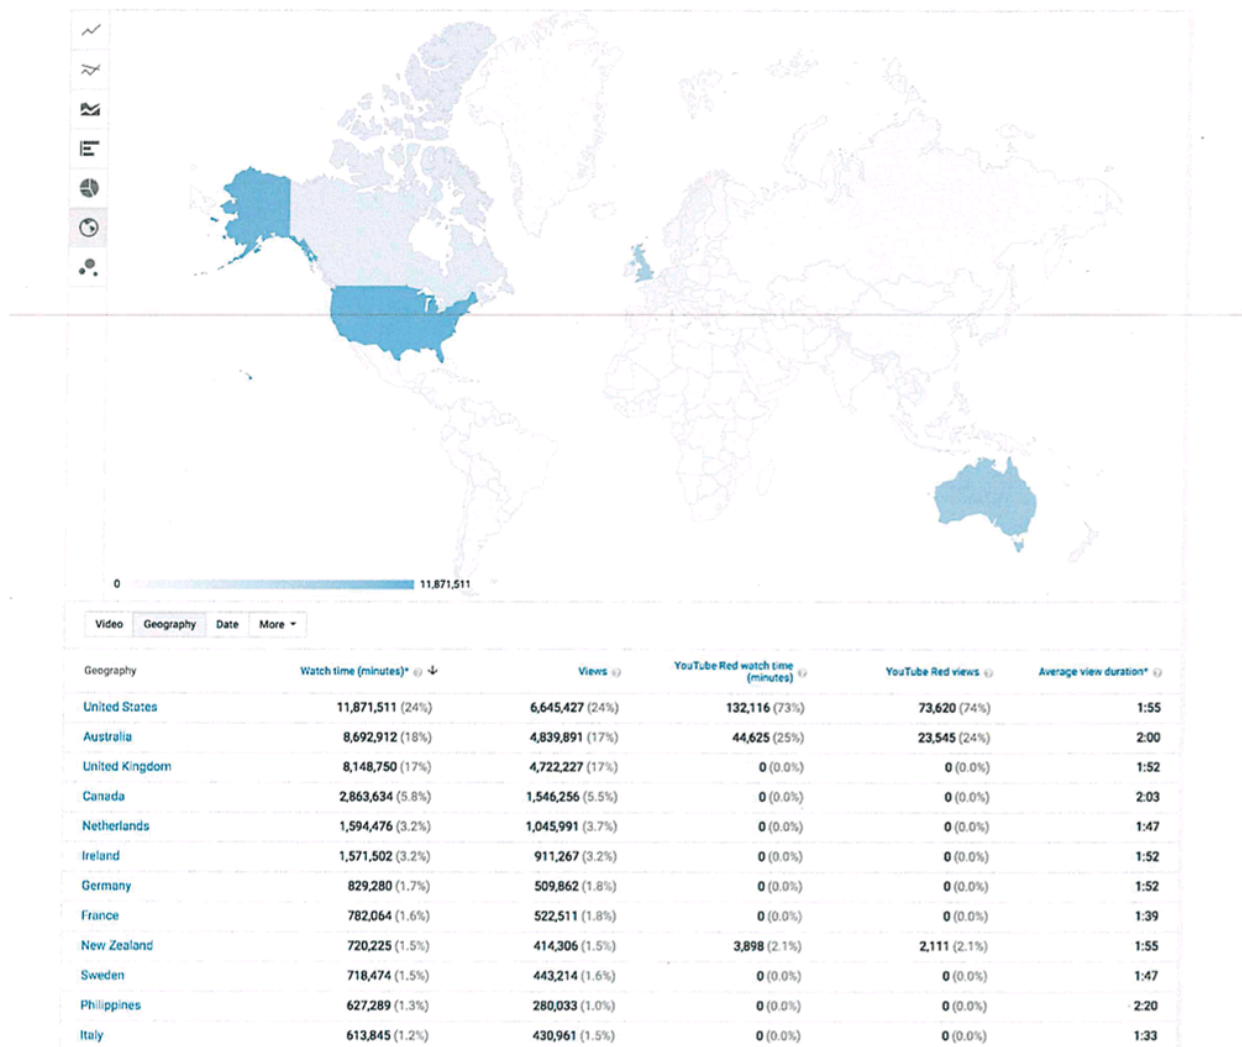 0 11,871,511
Video Geography Date More
Geography Watch time (minutes)* Views YouTube Red watch time (minutes) YouTube Red views Average view duration*
United States 11,871,511 (24%) 6,645,427 (24%) 132,116 (73%) 73,620 (74%) 1:55
Australia 8,692,912 (18%) 4,839,891 (17%) 44,625 (25%) 23,545 (24%) 2:00
United Kingdom 8,148,750 (17%) 4,722,227 (17%) 0 (0.0%) 0 (0.0%) 1:52
Canada 2,863,634 (5.8%) 1,546,256 (5.5%) 0 (0.0%) 0 (0.0%) 2:03
Netherlands 1,594,476 (3.2%) 1,045,991 (3.7%) 0 (0.0%) 0 (0.0%) 1:47
Ireland 1,571,502 (3.2%) 911,267 (3.2%) 0 (0.0%) 0 (0.0%) 1:52
Germany 829,280 (1.7%) 509,862 (1.8%) 0 (0.0%) 0 (0.0%) 1:52
France 782,064 (1.6%) 522,511 (1.8%) 0 (0.0%) 0 (0.0%) 1:39
New Zealand 720,225 (1.5%) 414,306 (1.5%) 3,898 (2.1%) 2,111 (2.1%) 1:55
Sweden 718,474 (1.5%) 443,214 (1.6%) 0 (0.0%) 0 (0.0%) 1:47
Philippines 627,289 (1.3%) 280,033 (1.0%) 0 (0.0%) 0 (0.0%) 2:20
Italy 613,845 (1.2%) 430,961 (1.5%) 0 (0.0%) 0 (0.0%) 1:33